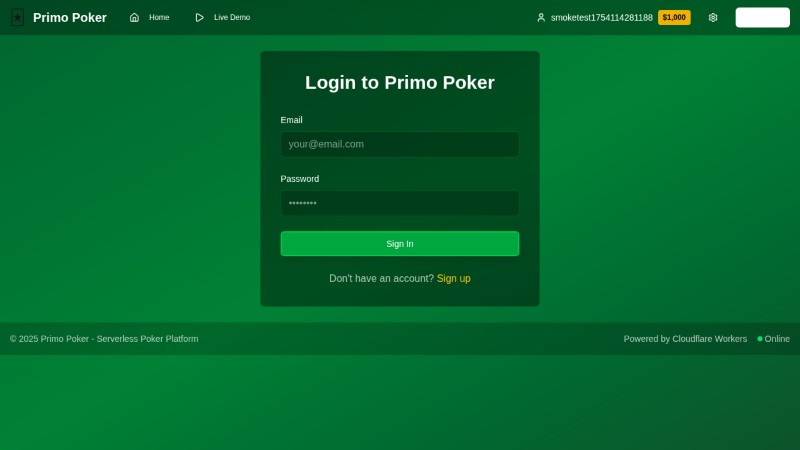 Primo Poker Home Live Demo smoketest1754114281188 $1,000
Login to Primo Poker
Email
your@email.com
Password
••••••••
Sign In
Don't have an account? Sign up
© 2025 Primo Poker - Serverless Poker Platform Powered by Cloudflare Workers Online